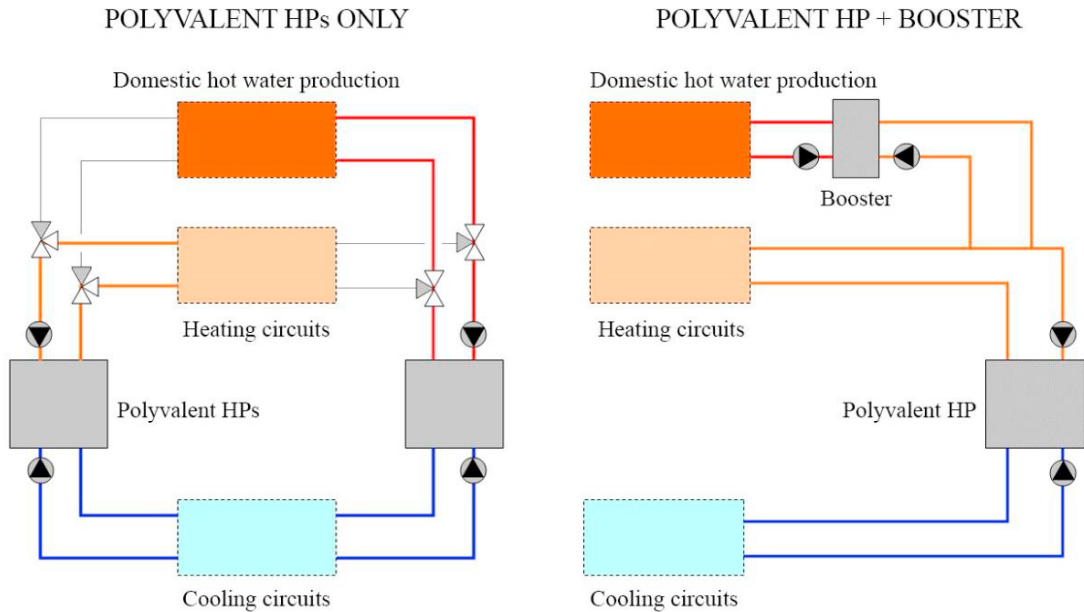 POLYVALENT HPs ONLY
Domestic hot water production
Heating circuits
Polyvalent HPs
Cooling circuits
POLYVALENT HP + BOOSTER
Domestic hot water production
Booster
Heating circuits
Polyvalent HP
Cooling circuits